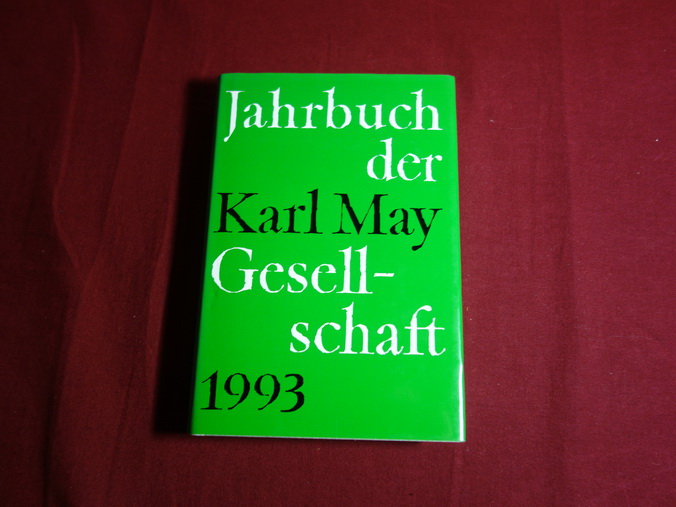 Jahrbuch
der
Karl May
Gesell-
schaft
1993